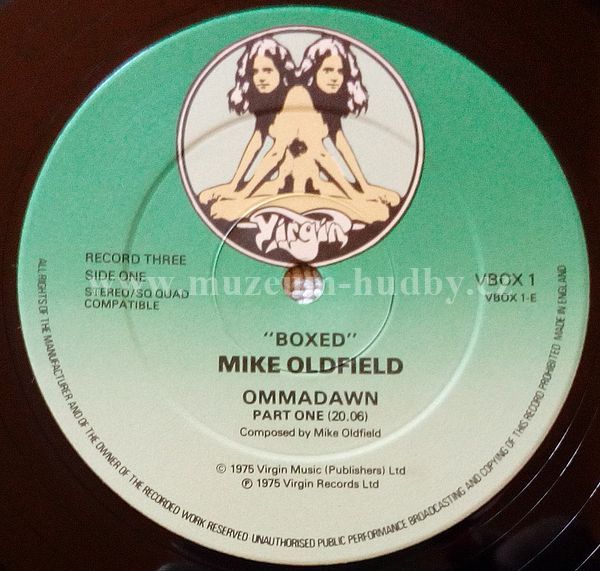 Virgin
RECORD THREE
SIDE ONE
STEREO/SQ QUAD
COMPATIBLE
VBOX 1
VBOX 1-E
"BOXED"
MIKE OLDFIELD
OMMADAWN
PART ONE (20.06)
Composed by Mike Oldfield
© 1975 Virgin Music (Publishers) Ltd
℗ 1975 Virgin Records Ltd
ALL RIGHTS OF THE MANUFACTURER AND OF THE OWNER OF THE RECORDED WORK RESERVED UNAUTHORISED PUBLIC PERFORMANCE BROADCASTING AND COPYING OF THIS RECORD PROHIBITED MADE IN ENGLAND
www.muzeum-hudby.cz